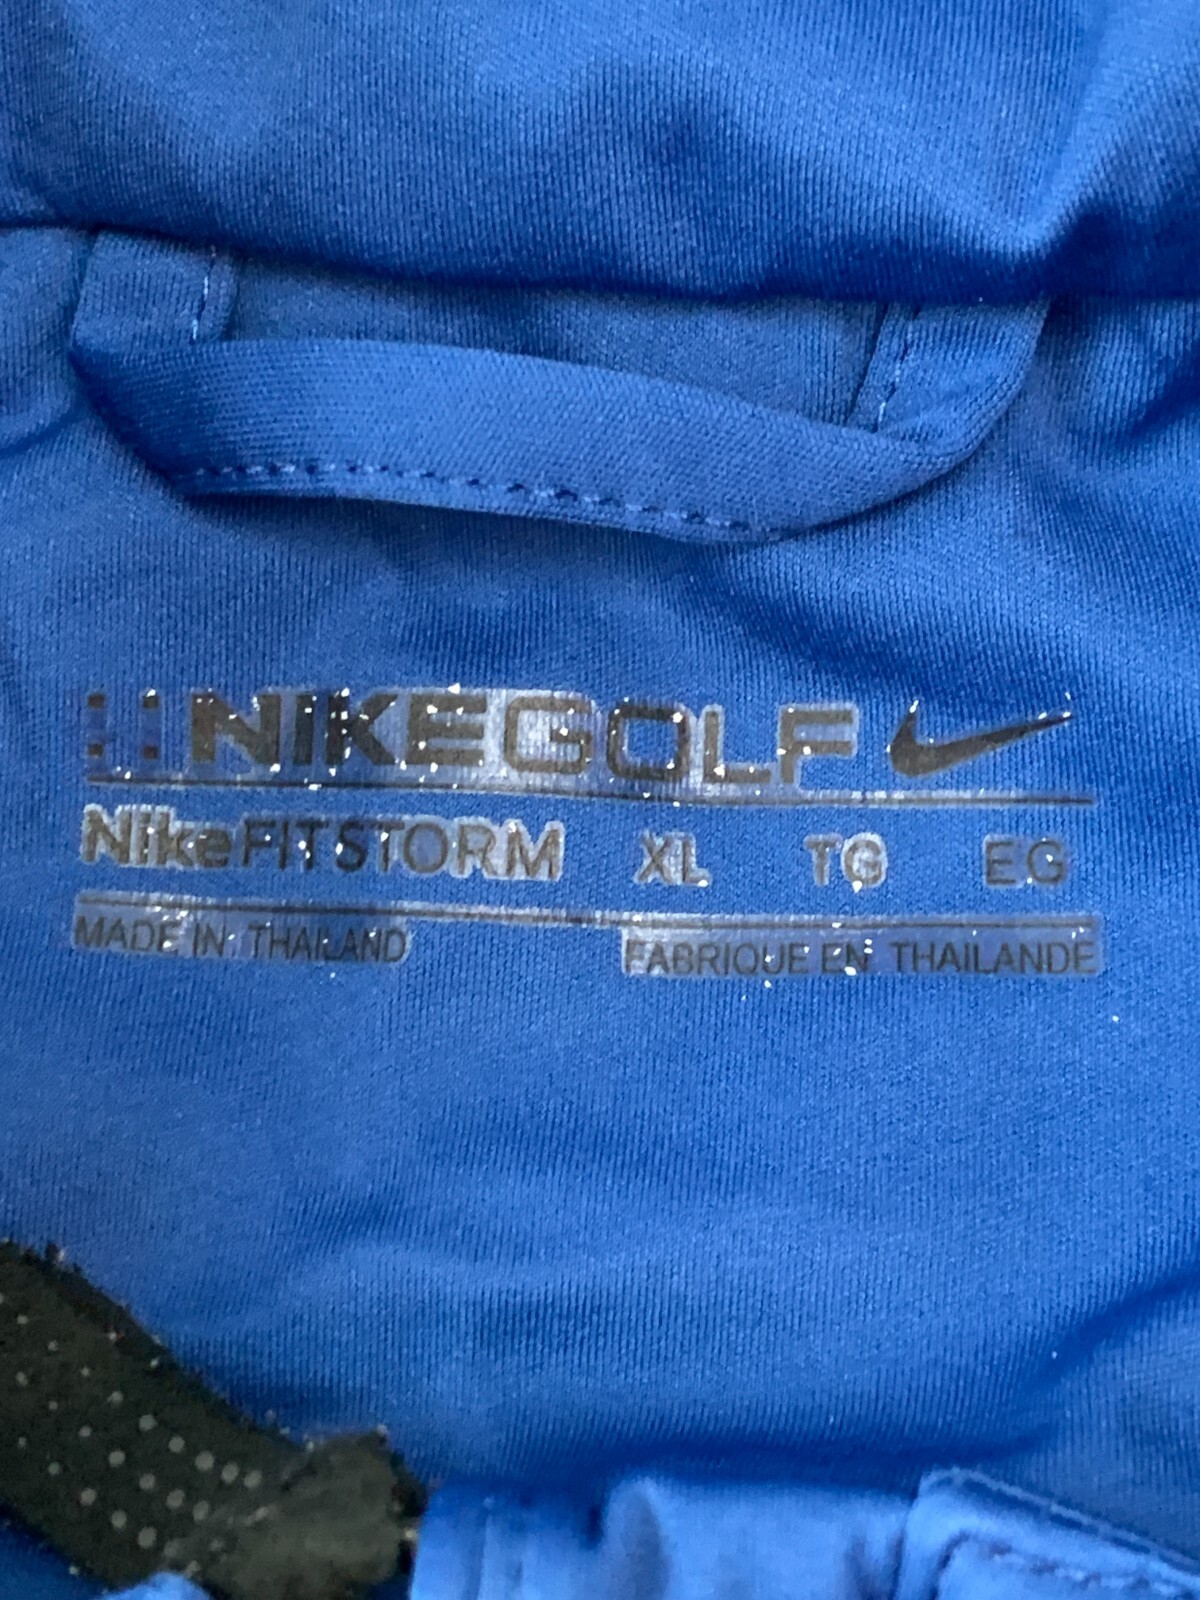 NIKEGOLF
NikeFITSTORM XL TG EG
MADE IN THAILAND FABRIQUE EN THAILANDE